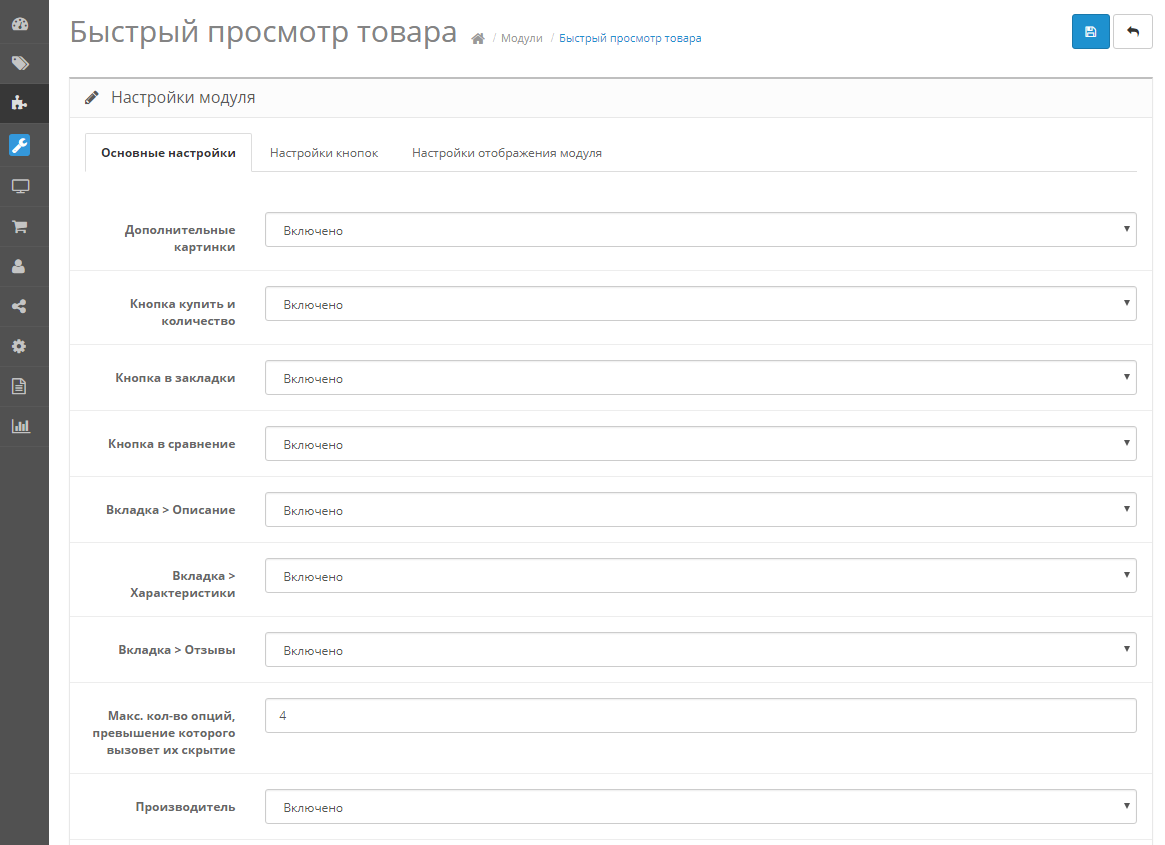 Быстрый просмотр товара / Модули / Быстрый просмотр товара
Настройки модуля
Основные настройки Настройки кнопок Настройки отображения модуля
Дополнительные
картинки
Включено
Кнопка купить и
количество
Включено
Кнопка в закладки
Включено
Кнопка в сравнение
Включено
Вкладка > Описание
Включено
Вкладка >
Характеристики
Включено
Вкладка > Отзывы
Включено
Макс. кол-во опций,
превышение которого
вызовет их скрытие
4
Производитель
Включено